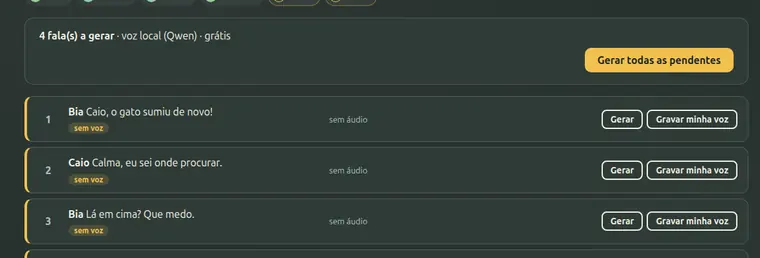 4 fala(s) a gerar · voz local (Qwen) · grátis
Gerar todas as pendentes
1 Bia Caio, o gato sumiu de novo! sem áudio Gerar Gravar minha voz
sem voz
2 Caio Calma, eu sei onde procurar. sem áudio Gerar Gravar minha voz
sem voz
3 Bia Lá em cima? Que medo. sem áudio Gerar Gravar minha voz
sem voz